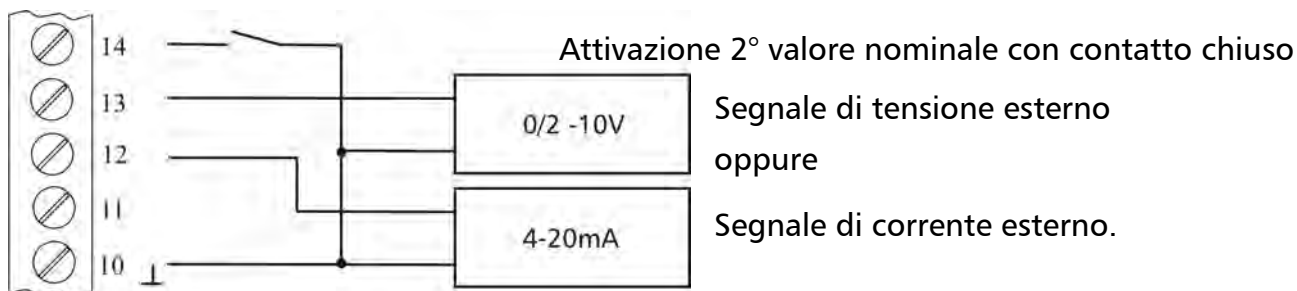 14
Attivazione 2° valore nominale con contatto chiuso
13
0/2 -10V
Segnale di tensione esterno
oppure
12
11
4-20mA
Segnale di corrente esterno.
10 ⊥